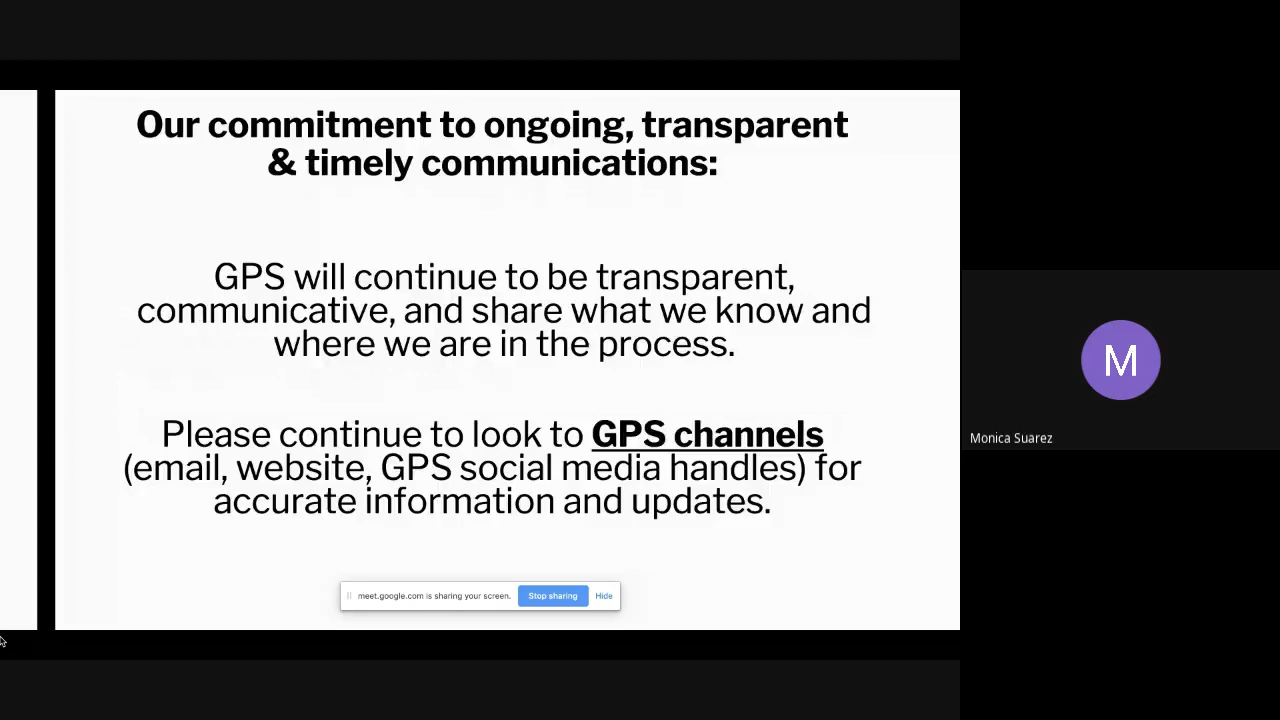 Our commitment to ongoing, transparent
& timely communications:
GPS will continue to be transparent,
communicative, and share what we know and
where we are in the process.
Please continue to look to GPS channels
(email, website, GPS social media handles) for
accurate information and updates.
meet.google.com is sharing your screen. Stop sharing Hide
M
Monica Suarez